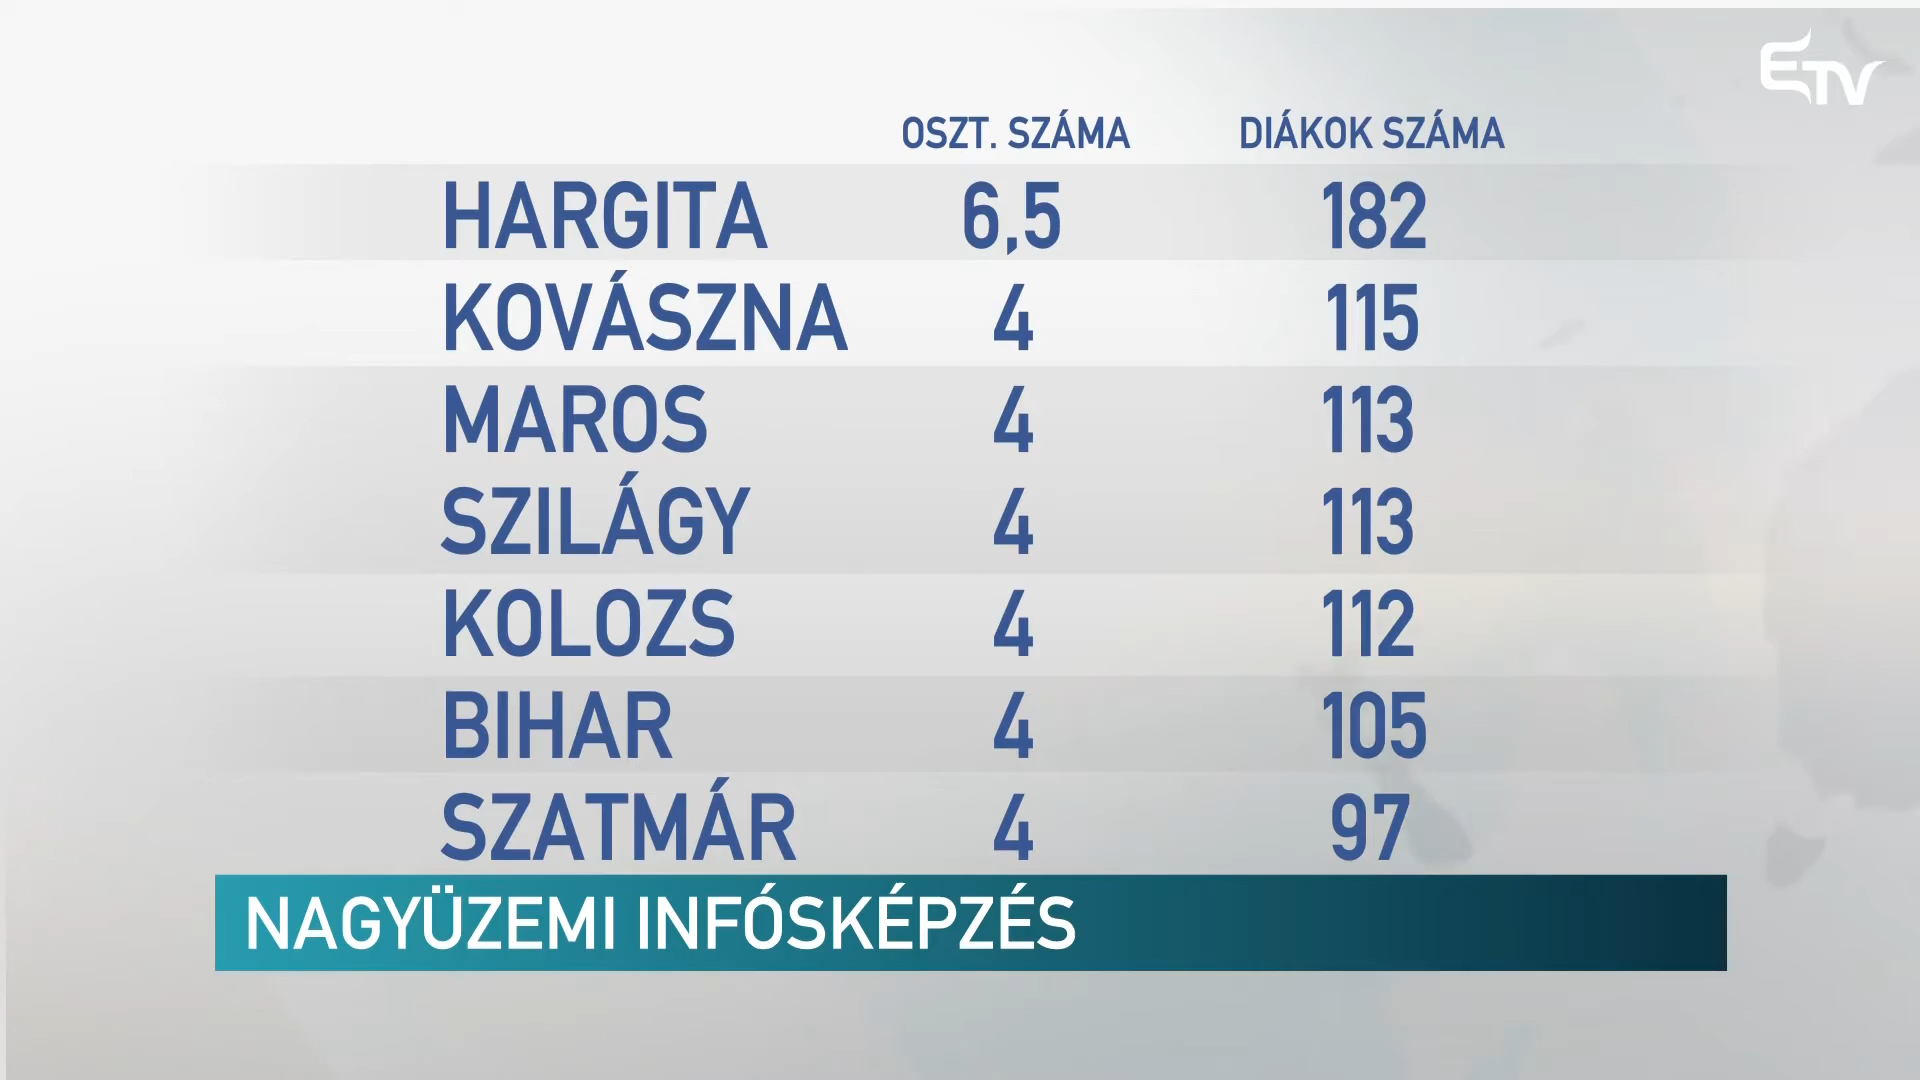 ETV
OSZT. SZÁMA DIÁKOK SZÁMA
HARGITA 6,5 182
KOVÁSZNA 4 115
MAROS 4 113
SZILÁGY 4 113
KOLOZS 4 112
BIHAR 4 105
SZATMÁR 4 97
NAGYÜZEMI INFÓSKÉPZÉS